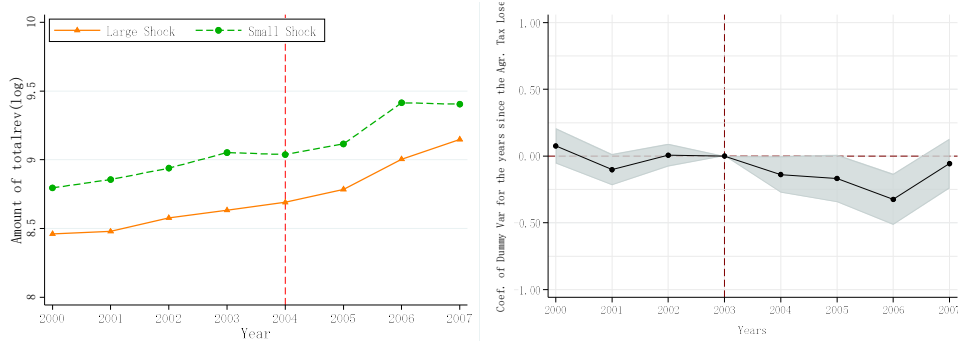 Large Shock
Small Shock
Amount of totalrev(log)
10
9.5
9
8.5
8
2000 2001 2002 2003 2004 2005 2006 2007
Year
Coef. of Dummy Var for the years since the Agr. Tax Lose
1.00
0.50
0.00
-0.50
-1.00
2000 2001 2002 2003 2004 2005 2006 2007
Years